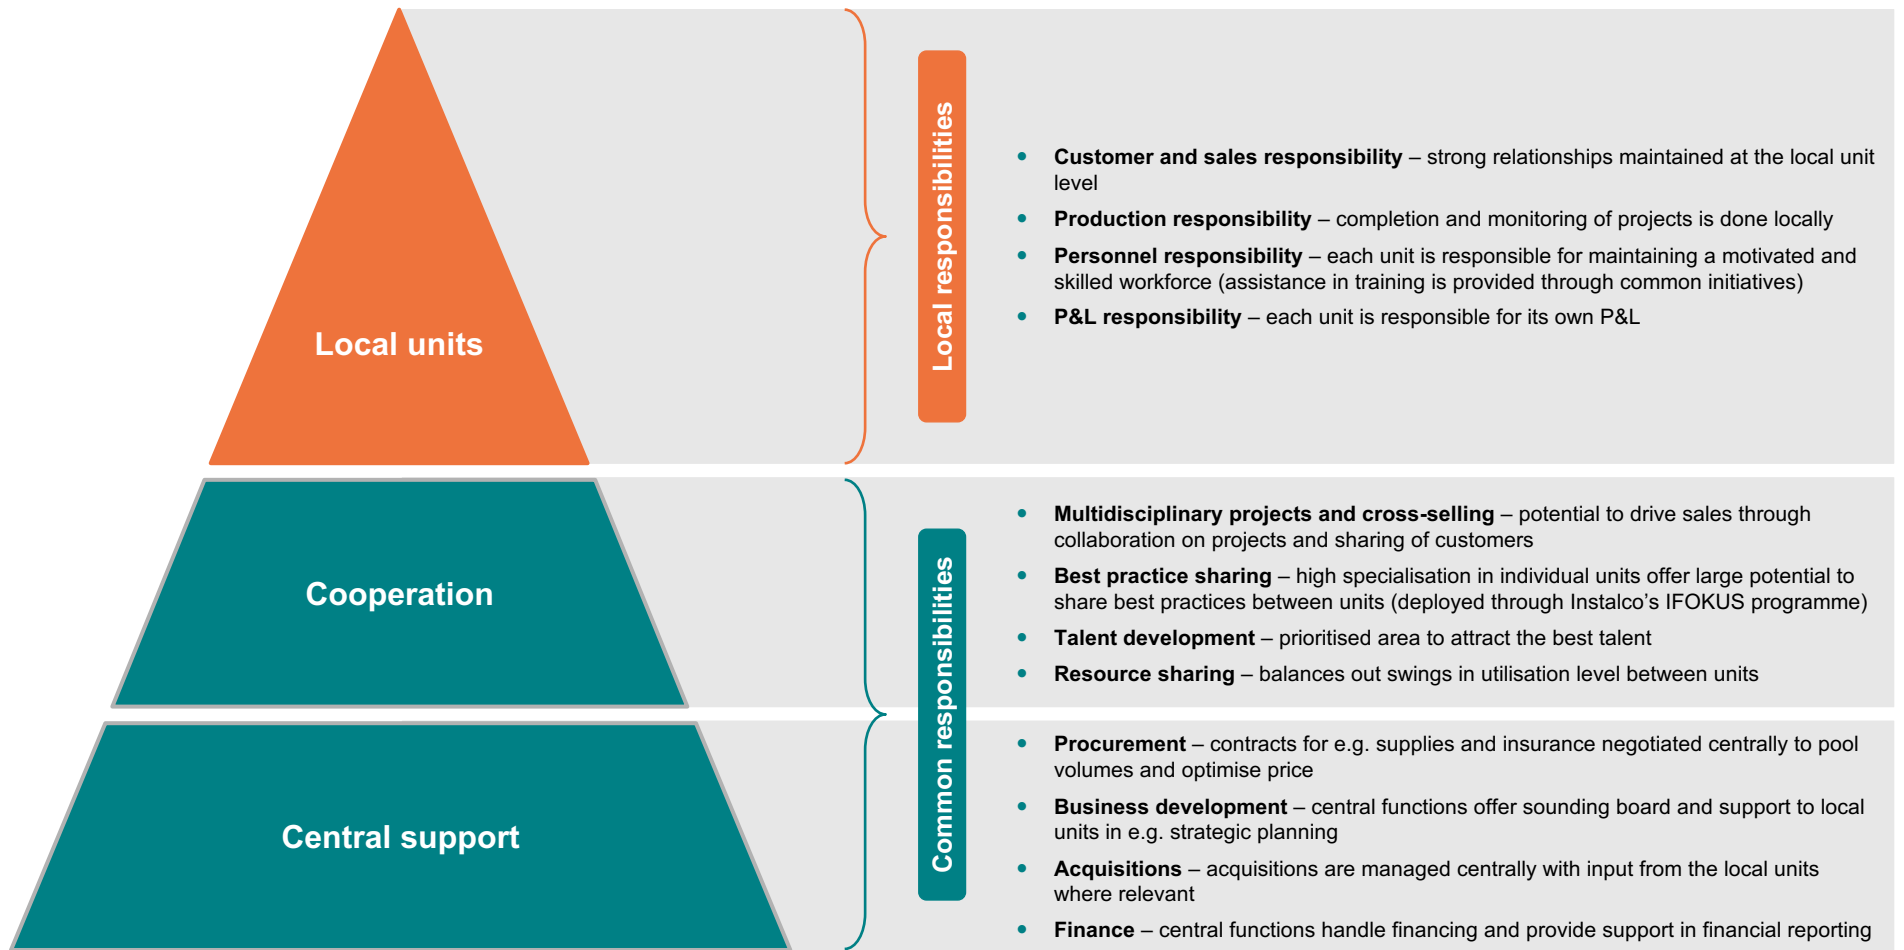 Local units
Local responsibilities
• Customer and sales responsibility – strong relationships maintained at the local unit
level
• Production responsibility – completion and monitoring of projects is done locally
• Personnel responsibility – each unit is responsible for maintaining a motivated and
skilled workforce (assistance in training is provided through common initiatives)
• P&L responsibility – each unit is responsible for its own P&L
Cooperation
Common responsibilities
• Multidisciplinary projects and cross-selling – potential to drive sales through
collaboration on projects and sharing of customers
• Best practice sharing – high specialisation in individual units offer large potential to
share best practices between units (deployed through Instalco’s IFOKUS programme)
• Talent development – prioritised area to attract the best talent
• Resource sharing – balances out swings in utilisation level between units
Central support
• Procurement – contracts for e.g. supplies and insurance negotiated centrally to pool
volumes and optimise price
• Business development – central functions offer sounding board and support to local
units in e.g. strategic planning
• Acquisitions – acquisitions are managed centrally with input from the local units
where relevant
• Finance – central functions handle financing and provide support in financial reporting